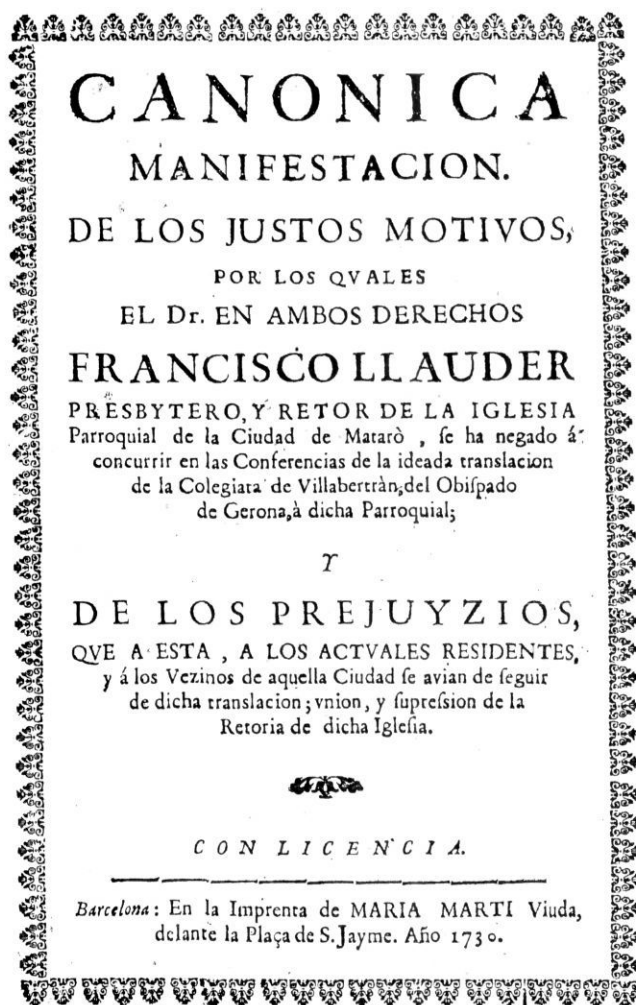 CANONICA
MANIFESTACION.
DE LOS JUSTOS MOTIVOS,
POR LOS QVALES
EL Dr. EN AMBOS DERECHOS
FRANCISCO LLAUDER
PRESBYTERO, Y RETOR DE LA IGLESIA
Parroquial de la Ciudad de Matarò , ſe ha negado á
concurrir en las Conferencias de la ideada translacion
de la Colegiata de Villabertràn, del Obiſpado
de Gerona, à dicha Parroquial;
Y
DE LOS PREJUYZIOS,
QVE A ESTA , A LOS ACTVALES RESIDENTES,
y á los Vezinos de aquella Ciudad ſe avian de ſeguir
de dicha translacion ; vnion, y ſupreſsion de la
Retoria de dicha Igleſia.
CON LICENCIA.
Barcelona : En la Imprenta de MARIA MARTI Viuda,
delante la Plaça de S. Jayme. Año 1730.